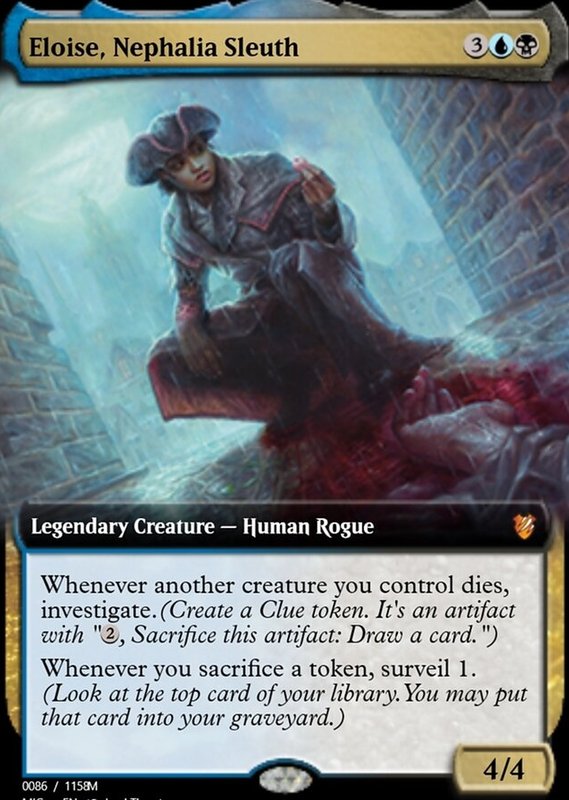 Eloise, Nephalia Sleuth 3
Legendary Creature — Human Rogue
Whenever another creature you control dies,
investigate.(Create a Clue token. It's an artifact
with "2, Sacrifice this artifact: Draw a card.")
Whenever you sacrifice a token, surveil 1.
(Look at the top card of your library.You may put
that card into your graveyard.)
4/4
0086 / 1158M